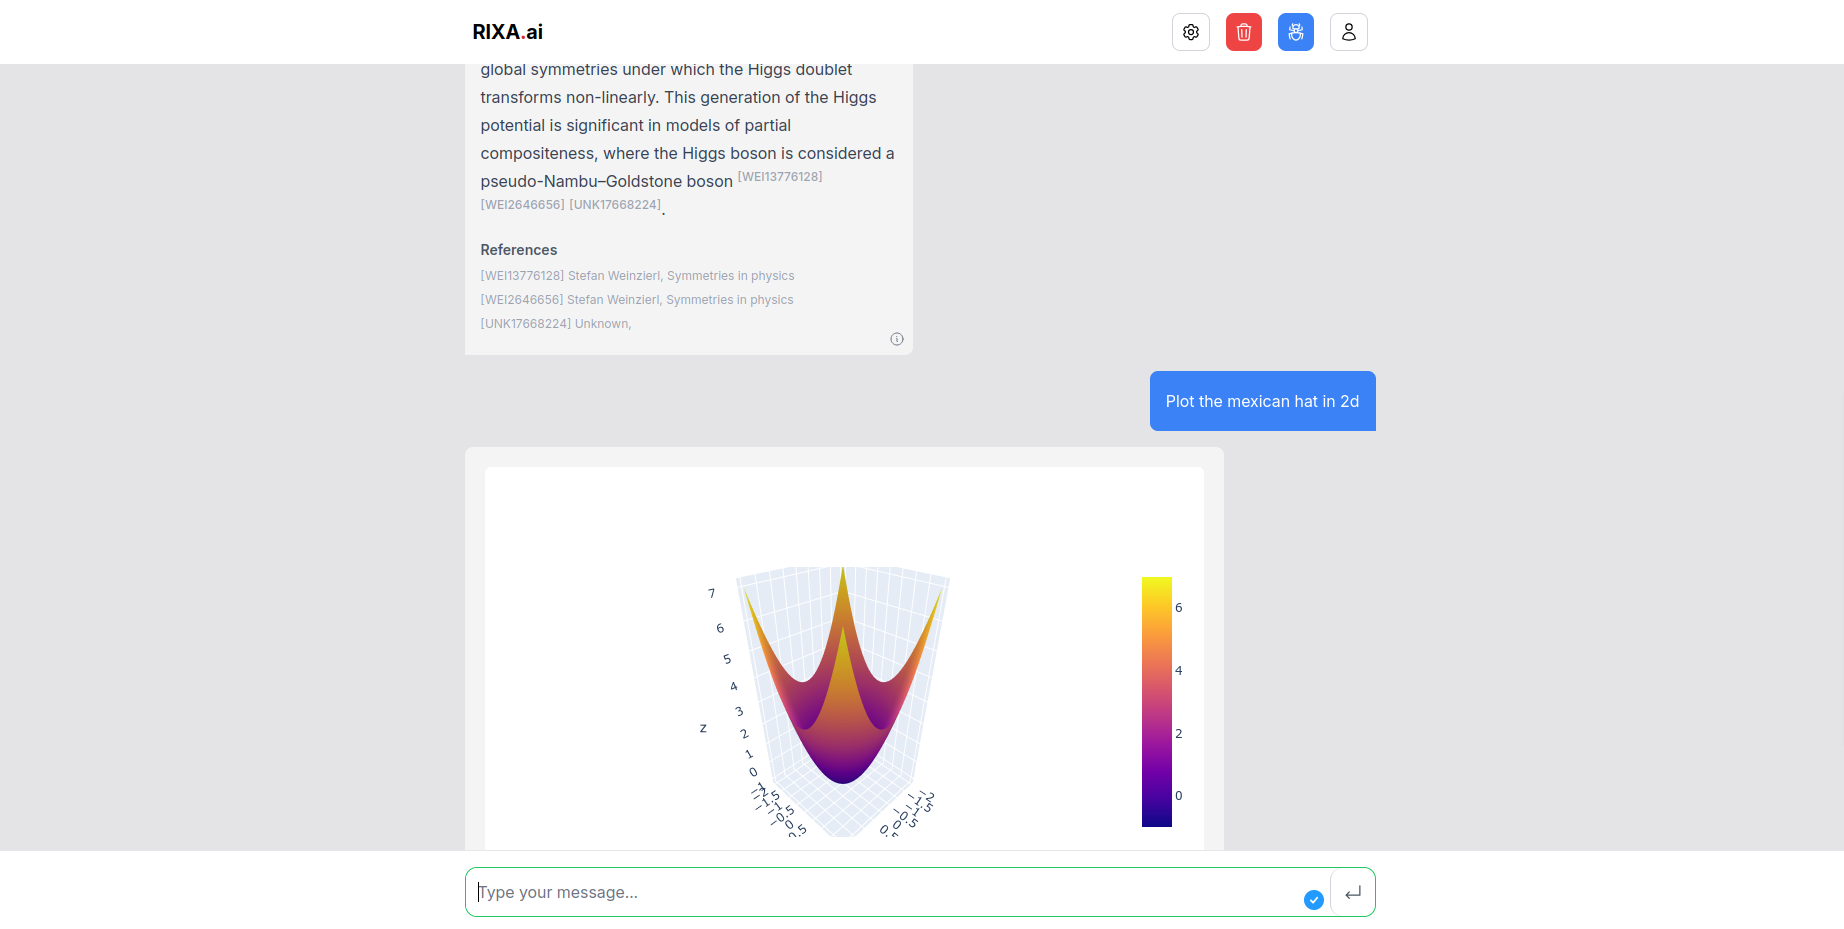 RIXA.ai
global symmetries under which the Higgs doublet
transforms non-linearly. This generation of the Higgs
potential is significant in models of partial
compositeness, where the Higgs boson is considered a
pseudo-Nambu–Goldstone boson [WEI13776128]
[WEI2646656] [UNK17668224].
References
[WEI13776128] Stefan Weinzierl, Symmetries in physics
[WEI2646656] Stefan Weinzierl, Symmetries in physics
[UNK17668224] Unknown,
Plot the mexican hat in 2d
7
6
5
4
3
2
1
0
z
6
4
2
0
Type your message...